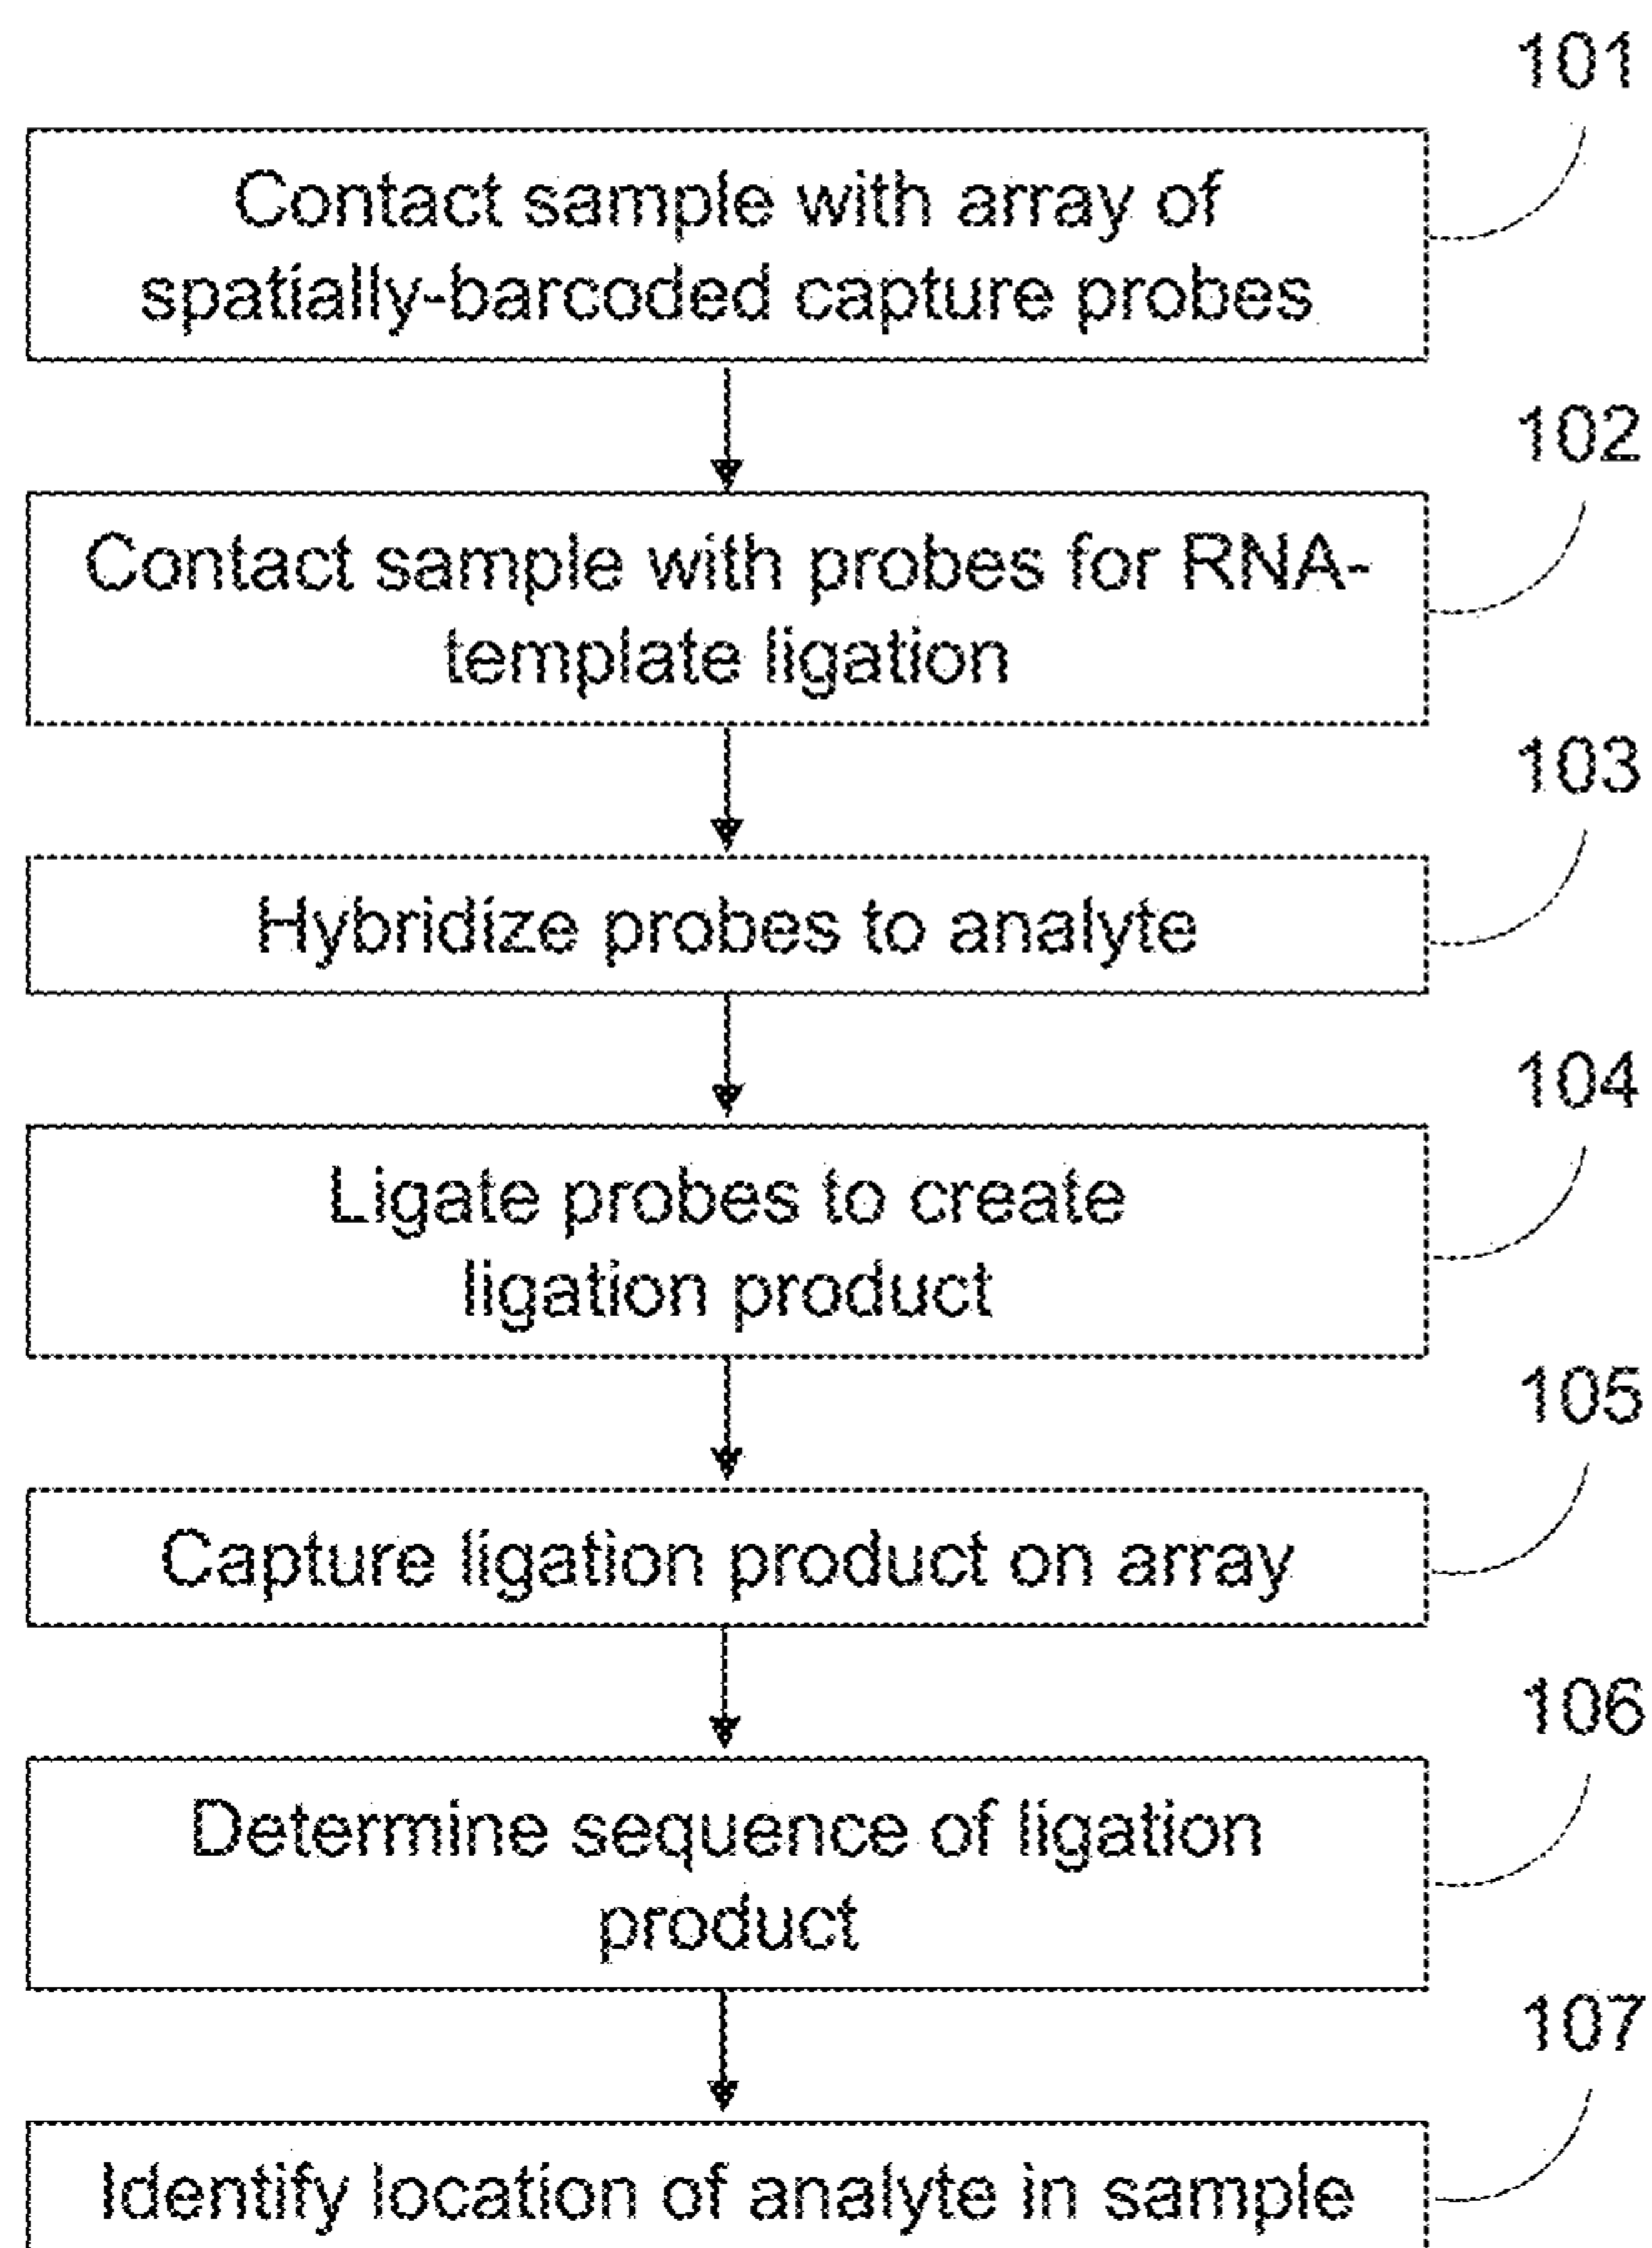 101
Contact sample with array of
spatially-barcoded capture probes
102
Contact sample with probes for RNA-
template ligation
103
Hybridize probes to analyte
104
Ligate probes to create
ligation product
105
Capture ligation product on array
106
Determine sequence of ligation
product
107
Identify location of analyte in sample